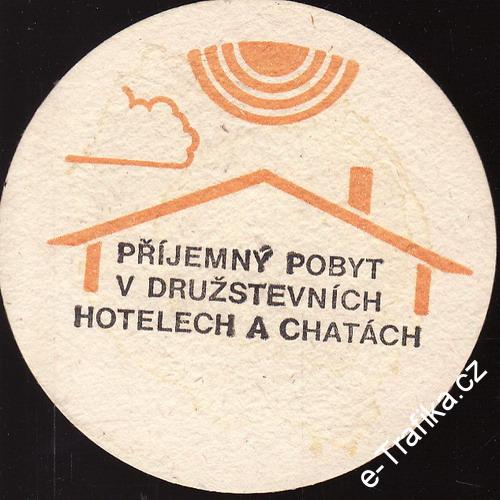 PŘÍJEMNÝ POBYT
V DRUŽSTEVNÍCH
HOTELECH A CHATÁCH
e-Trafika.cz